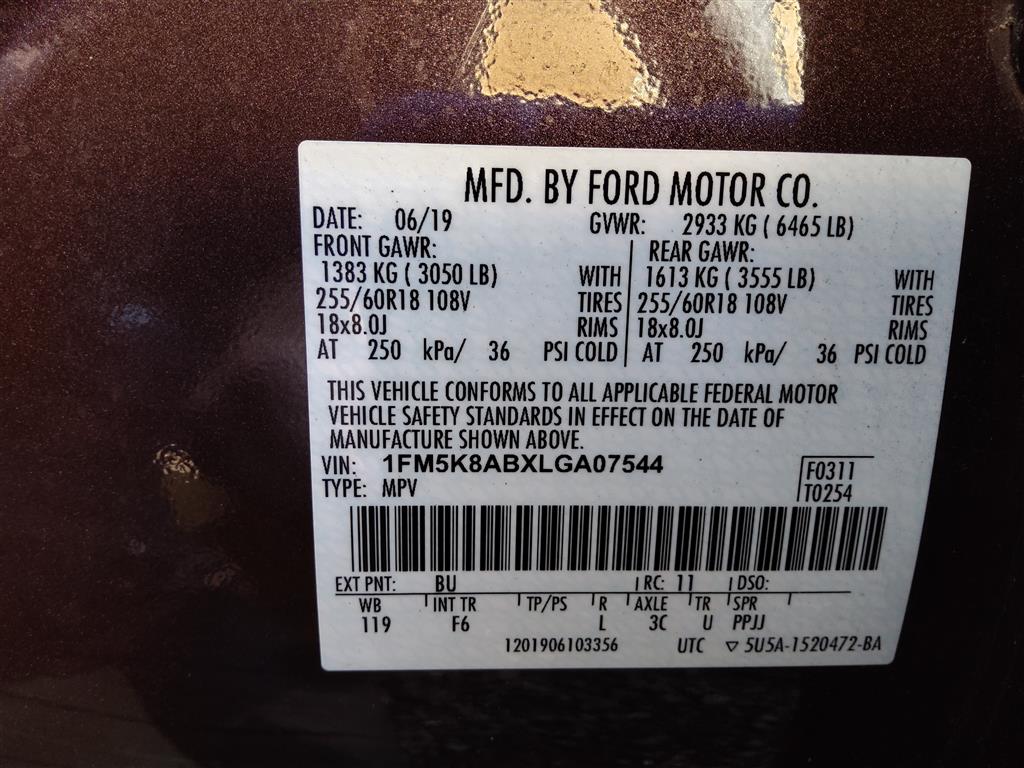 MFD. BY FORD MOTOR CO.
DATE: 06/19 GVWR: 2933 KG ( 6465 LB)
FRONT GAWR: REAR GAWR:
1383 KG ( 3050 LB) WITH 1613 KG ( 3555 LB) WITH
255/60R18 108V TIRES 255/60R18 108V TIRES
18x8.0J RIMS 18x8.0J RIMS
AT 250 kPa/ 36 PSI COLD AT 250 kPa/ 36 PSI COLD
THIS VEHICLE CONFORMS TO ALL APPLICABLE FEDERAL MOTOR
VEHICLE SAFETY STANDARDS IN EFFECT ON THE DATE OF
MANUFACTURE SHOWN ABOVE.
VIN: 1FM5K8ABXLGA07544 F0311
TYPE: MPV T0254
EXT PNT: BU RC: 11 DSO:
WB INT TR TP/PS R AXLE TR SPR
119 F6 L 3C U PPJJ
1201906103356 UTC ▽ 5U5A-1520472-BA